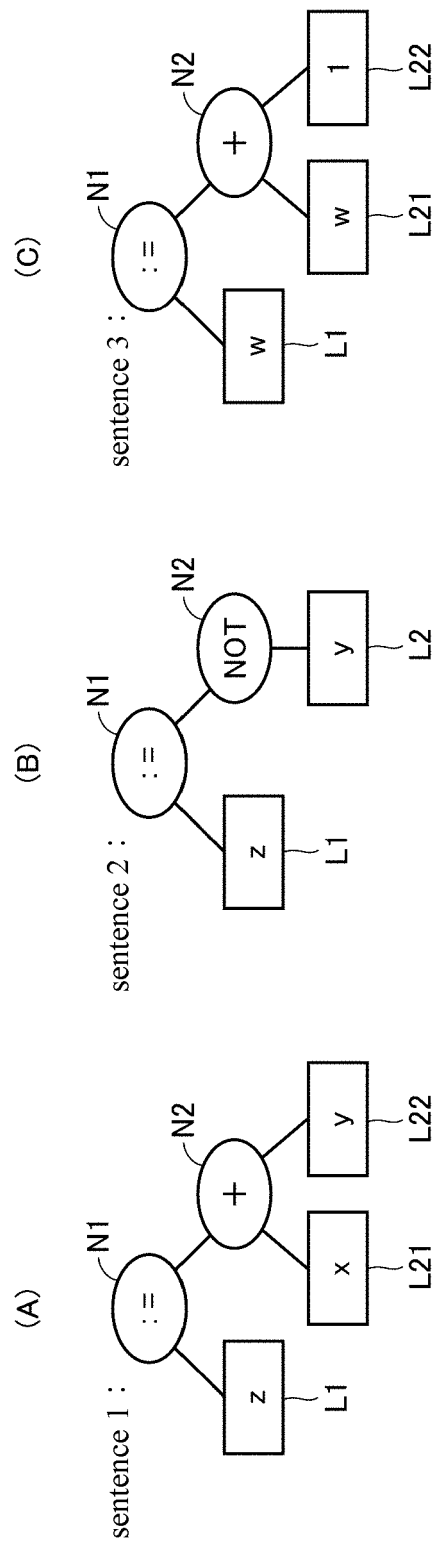 (A)
sentence 1 :
:=
N1
z
L1
+
N2
x
L21
y
L22
(B)
sentence 2 :
:=
N1
z
L1
NOT
N2
y
L2
(C)
sentence 3 :
:=
N1
w
L1
+
N2
w
L21
1
L22